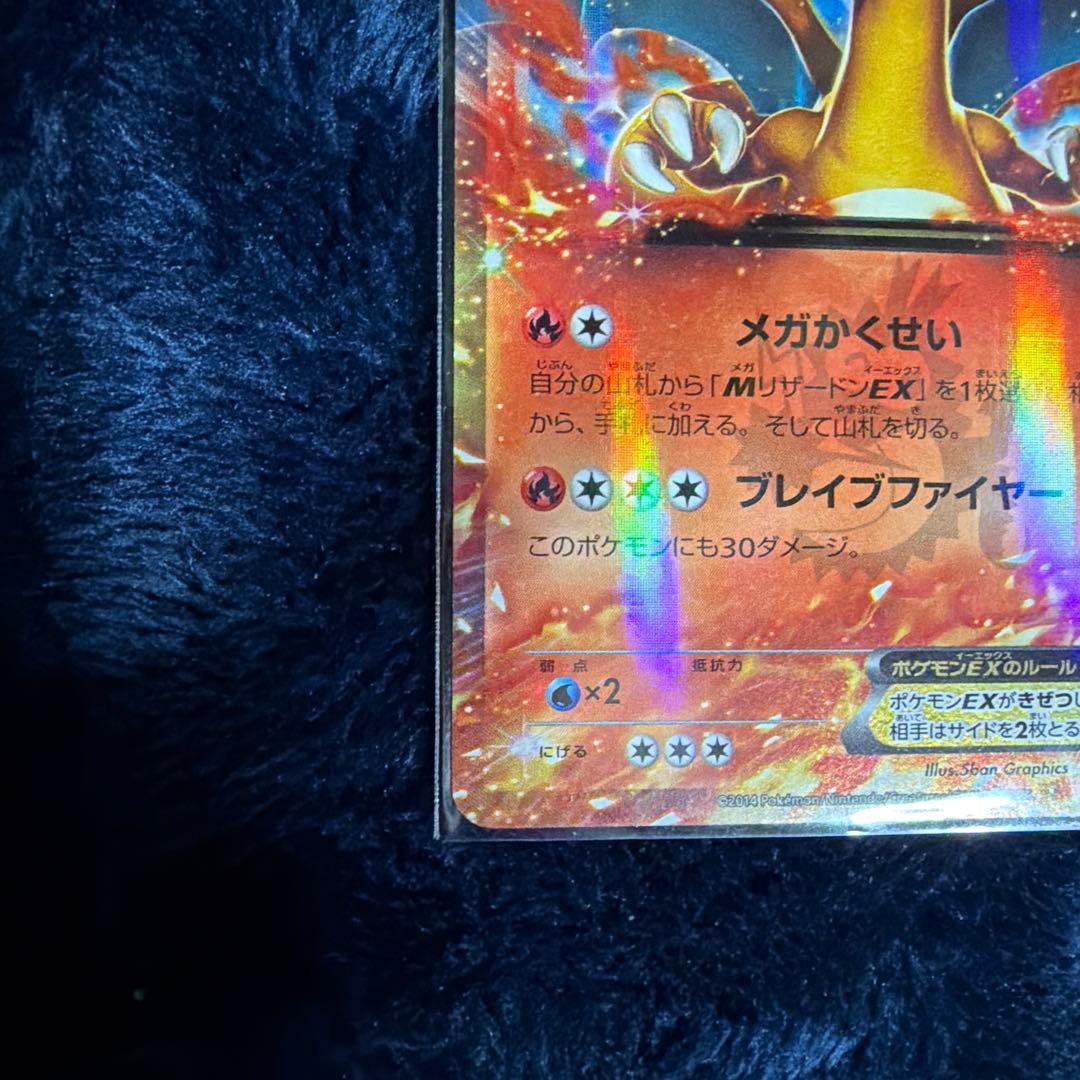 メガかくせい
自分の山札から「MリザードンEX」を1枚選
から、手札に加える。そして山札を切る。
ブレイブファイヤー
このポケモンにも30ダメージ。
弱点 抵抗力
×2
にげる
ポケモンEXのルール
ポケモンEXがきぜつし
相手はサイドを2枚とる
Illus. 5ban Graphics
©2014 Pokémon/Nintendo/Creatures